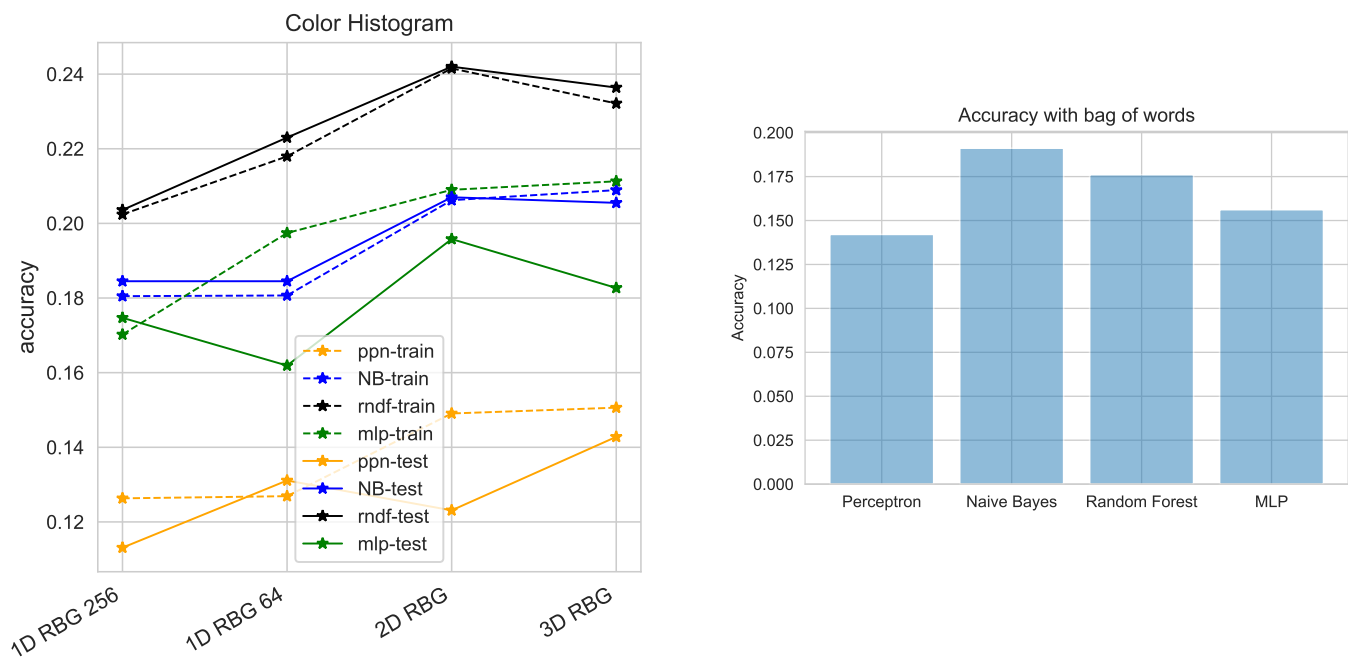 Color Histogram
accuracy
0.24
0.22
0.20
0.18
0.16
0.14
0.12
ppn-train
NB-train
rndf-train
mlp-train
ppn-test
NB-test
rndf-test
mlp-test
1D RBG 256
1D RBG 64
2D RBG
3D RBG
Accuracy with bag of words
Accuracy
0.200
0.175
0.150
0.125
0.100
0.075
0.050
0.025
0.000
Perceptron
Naive Bayes
Random Forest
MLP